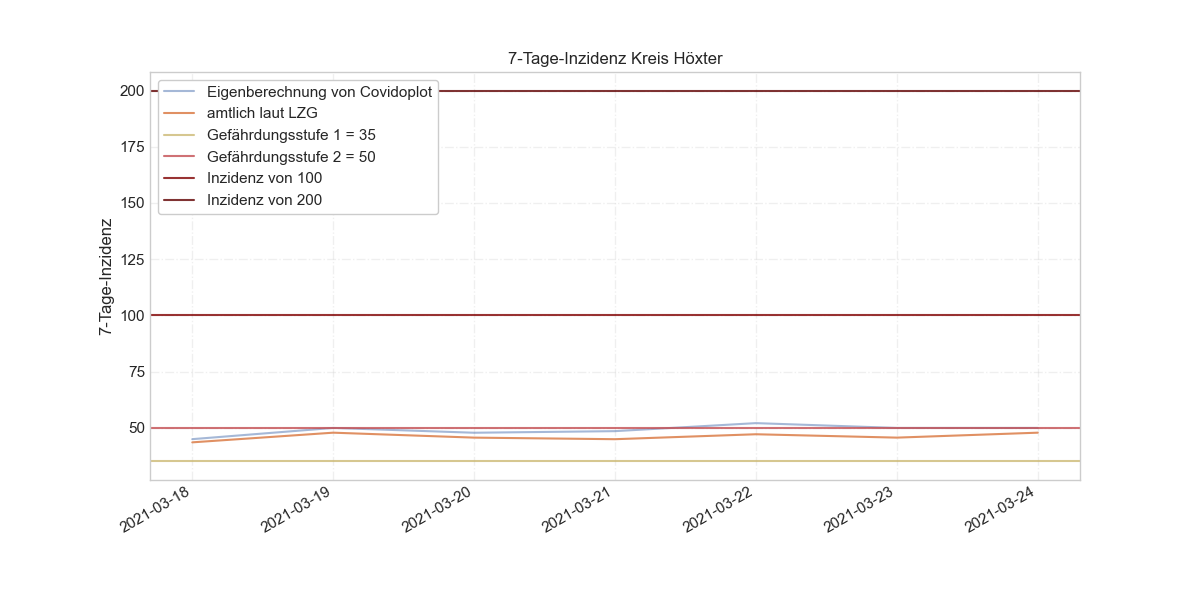 7-Tage-Inzidenz Kreis Höxter
Eigenberechnung von Covidoplot
amtlich laut LZG
Gefährdungsstufe 1 = 35
Gefährdungsstufe 2 = 50
Inzidenz von 100
Inzidenz von 200
7-Tage-Inzidenz
200
175
150
125
100
75
50
2021-03-18
2021-03-19
2021-03-20
2021-03-21
2021-03-22
2021-03-23
2021-03-24